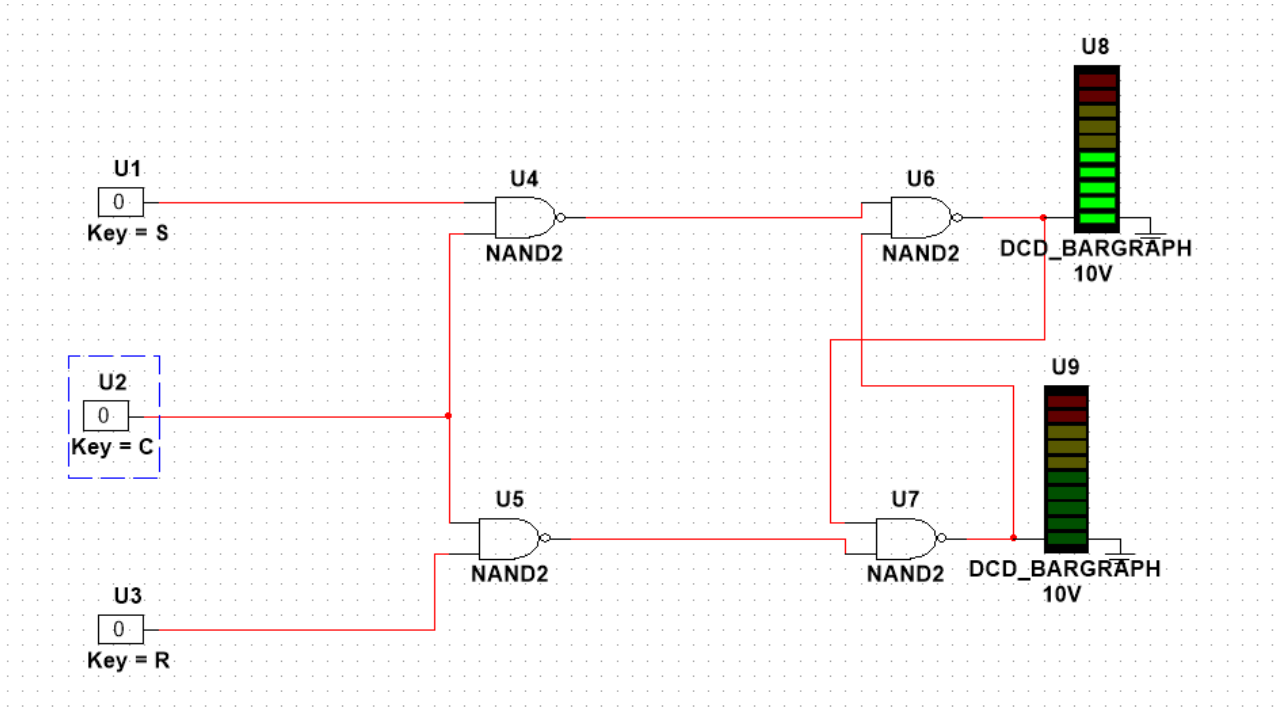 U8
U1
0
Key = S
U4
NAND2
U6
NAND2
DCD_BARGRAPH
10V
U2
0
Key = C
U9
U5
NAND2
U7
NAND2
DCD_BARGRAPH
10V
U3
0
Key = R